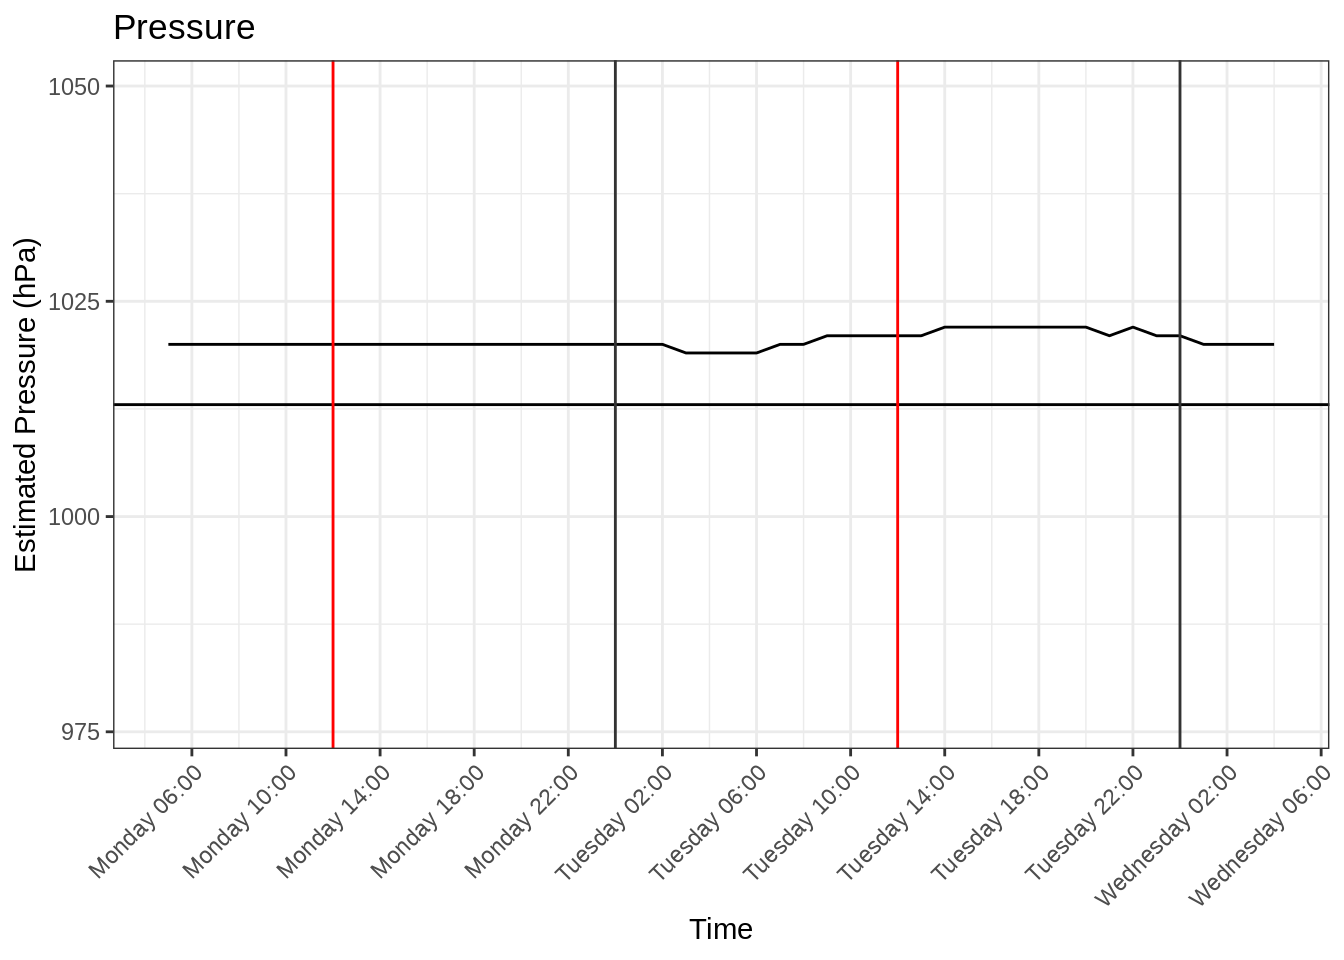 Pressure
Estimated Pressure (hPa)
1050
1025
1000
975
Monday 06:00
Monday 10:00
Monday 14:00
Monday 18:00
Monday 22:00
Tuesday 02:00
Tuesday 06:00
Tuesday 10:00
Tuesday 14:00
Tuesday 18:00
Tuesday 22:00
Wednesday 02:00
Wednesday 06:00
Time